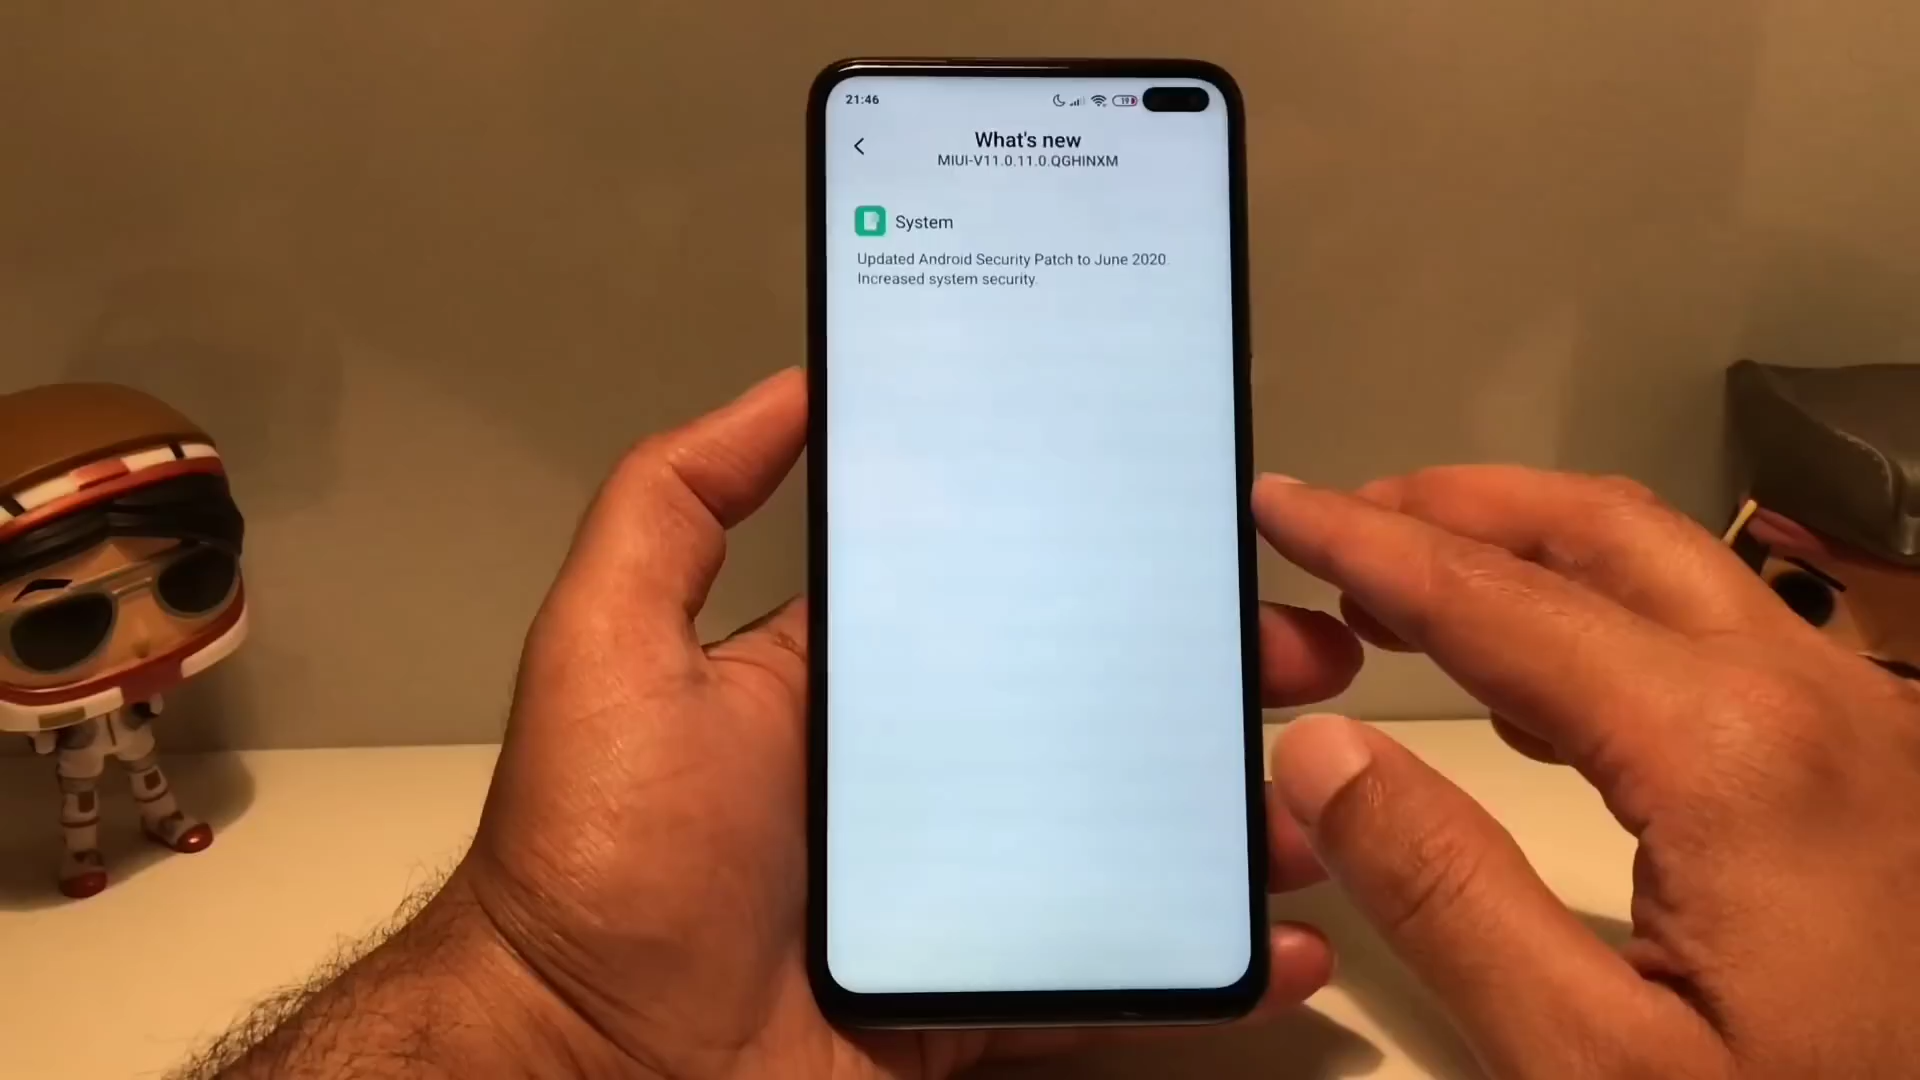 21:46
19
What's new
MIUI-V11.0.11.0.QGHINXM
System
Updated Android Security Patch to June 2020.
Increased system security.